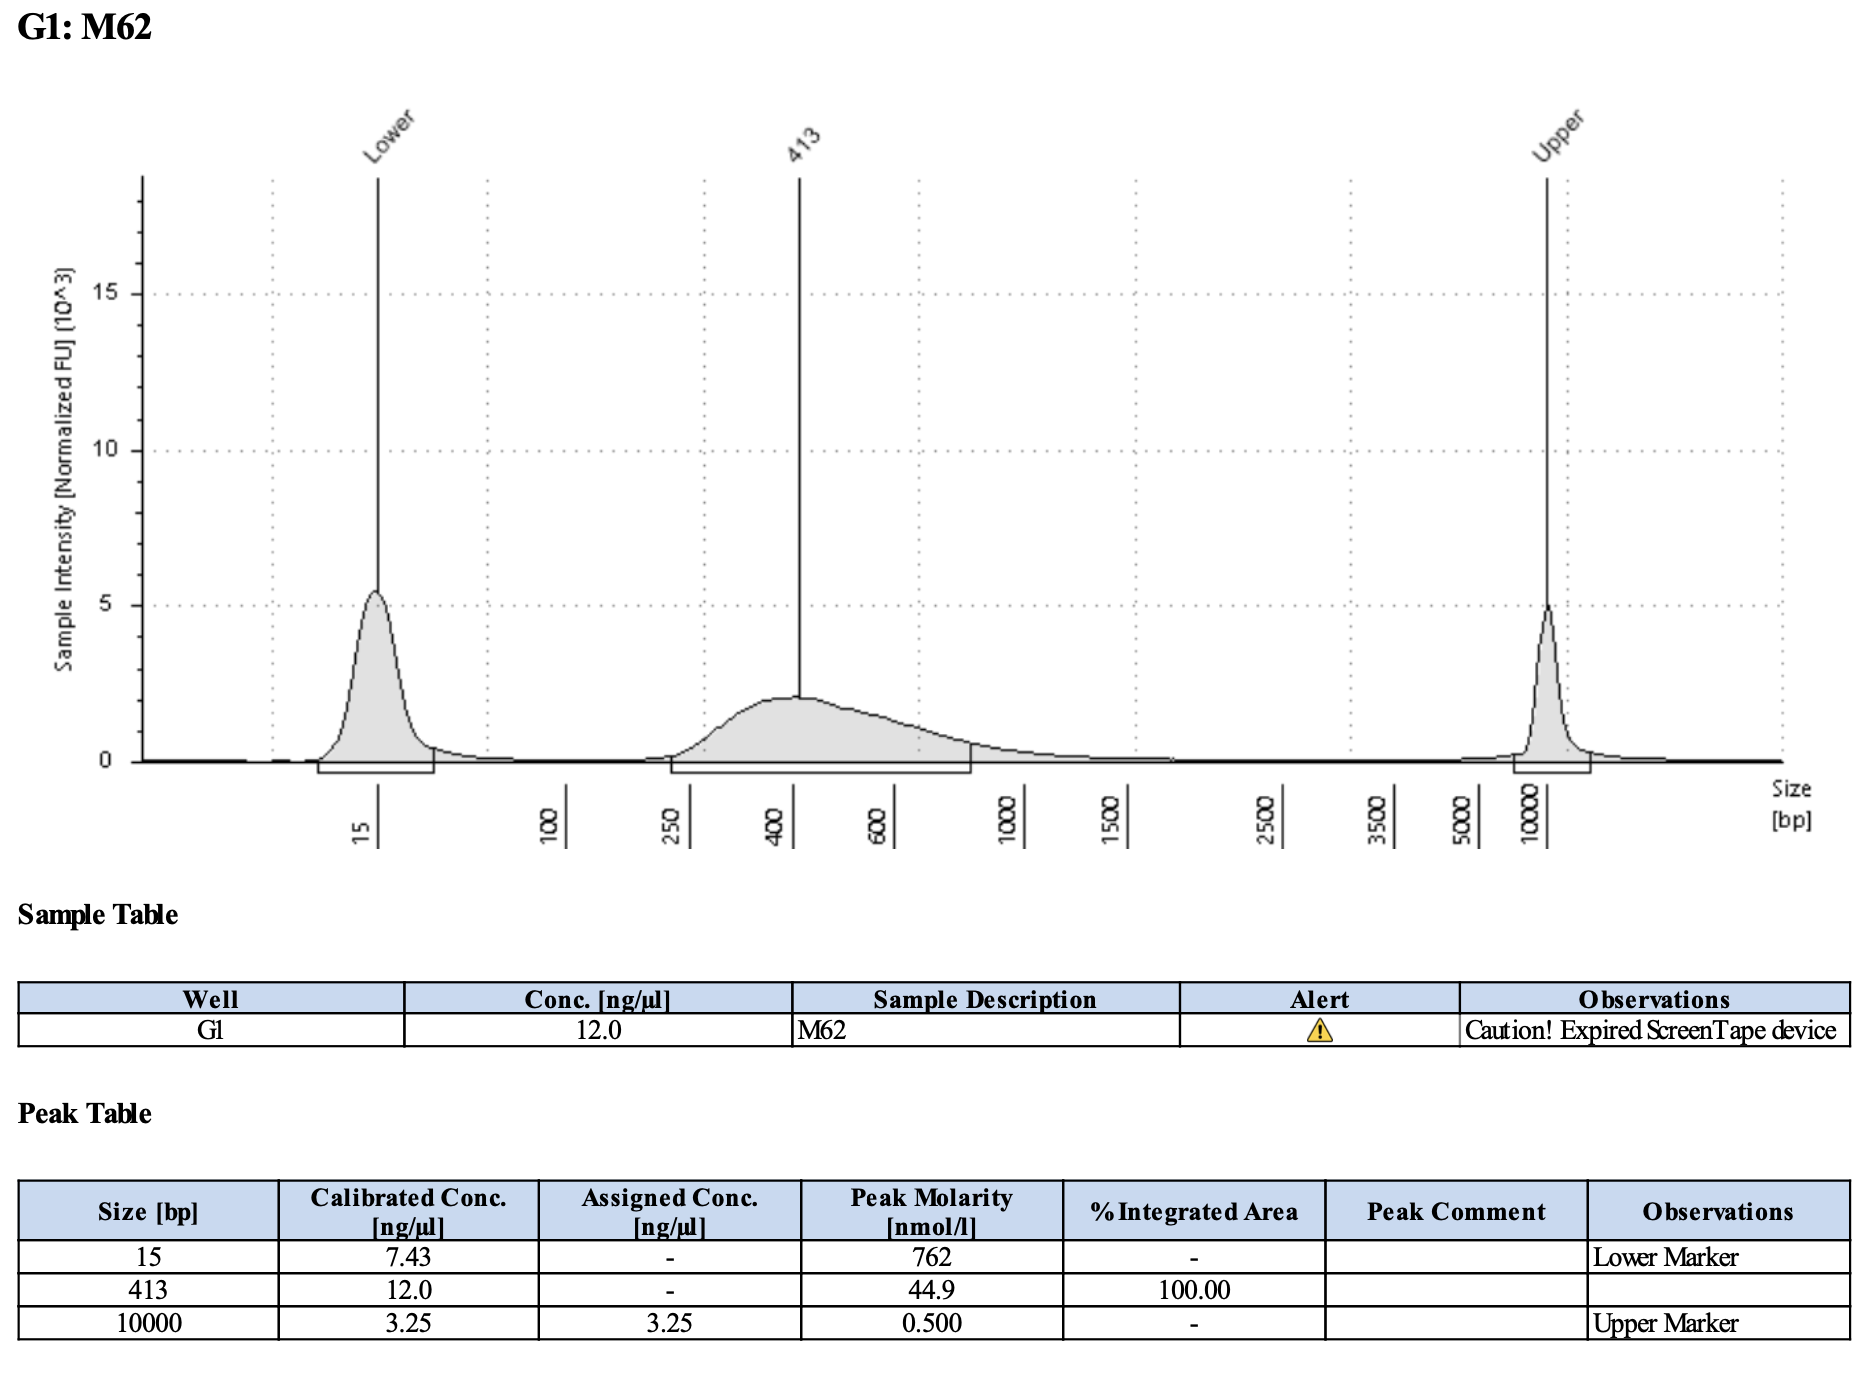 G1: M62
Lower
413
Upper
Sample Intensity [Normalized FU] (10^3)
15
10
5
0
15
100
250
400
600
1000
1500
2500
3500
5000
10000
Size
[bp]
Sample Table
Well Conc. [ng/µl] Sample Description Alert Observations
G1 12.0 M62 Caution! Expired ScreenTape device
Peak Table
Size [bp] Calibrated Conc. [ng/µl] Assigned Conc. [ng/µl] Peak Molarity [nmol/l] % Integrated Area Peak Comment Observations
15 7.43 - 762 - Lower Marker
413 12.0 - 44.9 100.00
10000 3.25 3.25 0.500 - Upper Marker